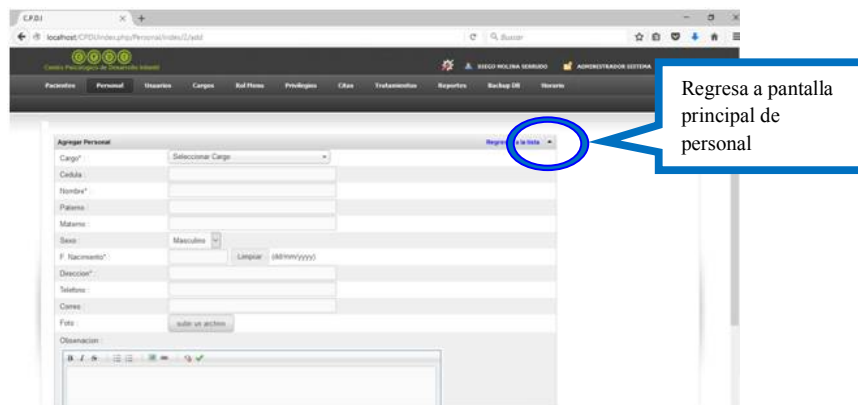 C.P.D.I
localhost/CPDI/index.php/Personal/index/2/add
Buscar
Centro Psicologico de Desarrollo Infantil
DIEGO MOLINA SERRUDO
ADMINISTRADOR SISTEMA
Pacientes Personal Usuarios Cargos Rol Menu Privilegios Citas Tratamientos Reportes Backup DB Horario
Regresa a pantalla
principal de
personal
Agregar Personal
a la lista
Cargo* :
Seleccionar Cargo
Cedula :
Nombre* :
Paterno :
Materno :
Sexo :
Masculino
F. Nacimiento* :
Limpiar (dd/mm/yyyy)
Direccion* :
Telefono :
Correo :
Foto :
subir un archivo
Observacion :
B I S